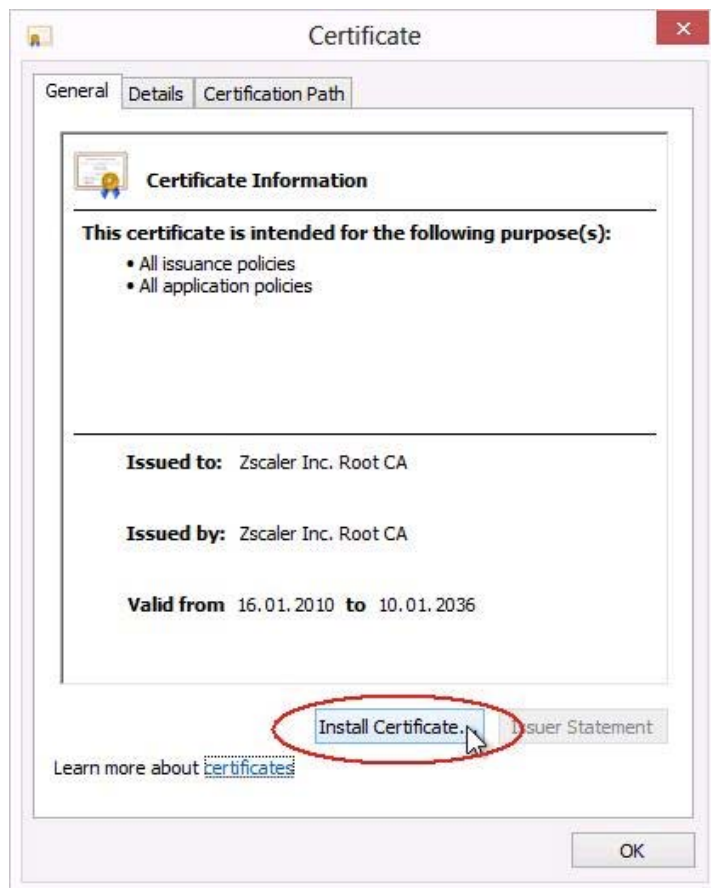 Certificate
General Details Certification Path
Certificate Information
This certificate is intended for the following purpose(s):
• All issuance policies
• All application policies
Issued to: Zscaler Inc. Root CA
Issued by: Zscaler Inc. Root CA
Valid from 16.01.2010 to 10.01.2036
Install Certificate... Issuer Statement
Learn more about certificates
OK